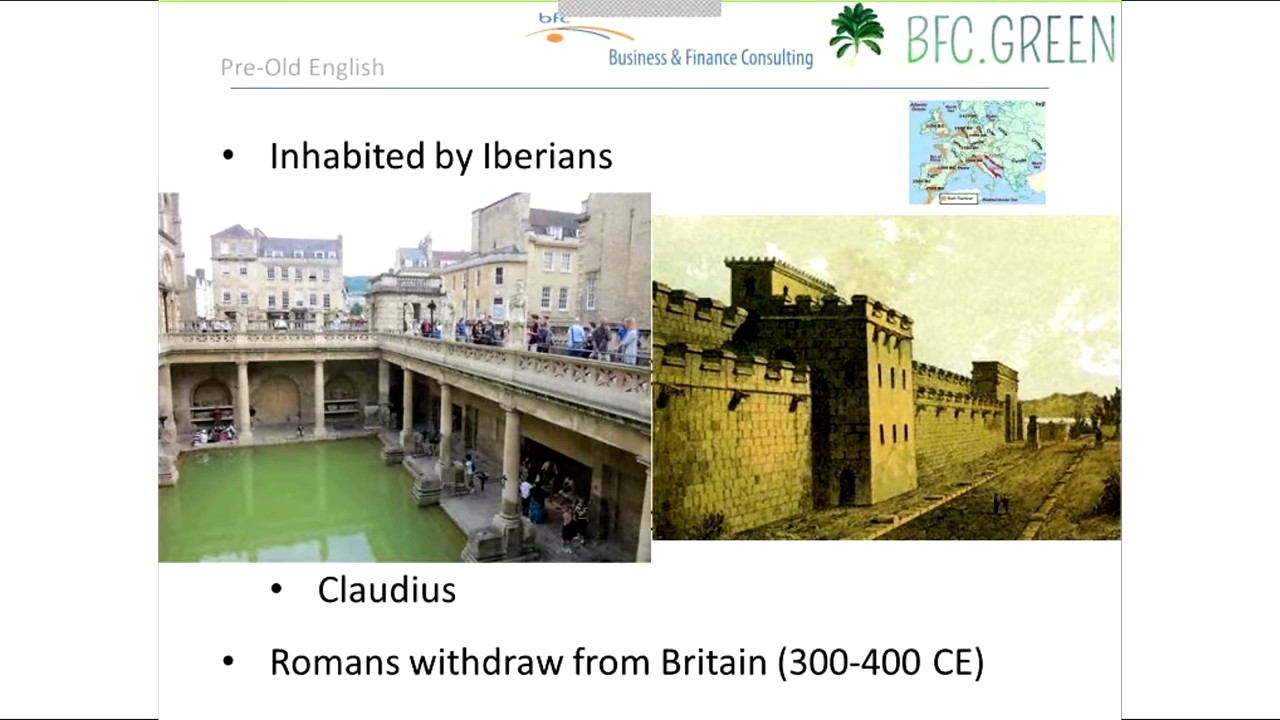 bfc
Business & Finance Consulting
BFC.GREEN
Pre-Old English
• Inhabited by Iberians
• Claudius
• Romans withdraw from Britain (300-400 CE)